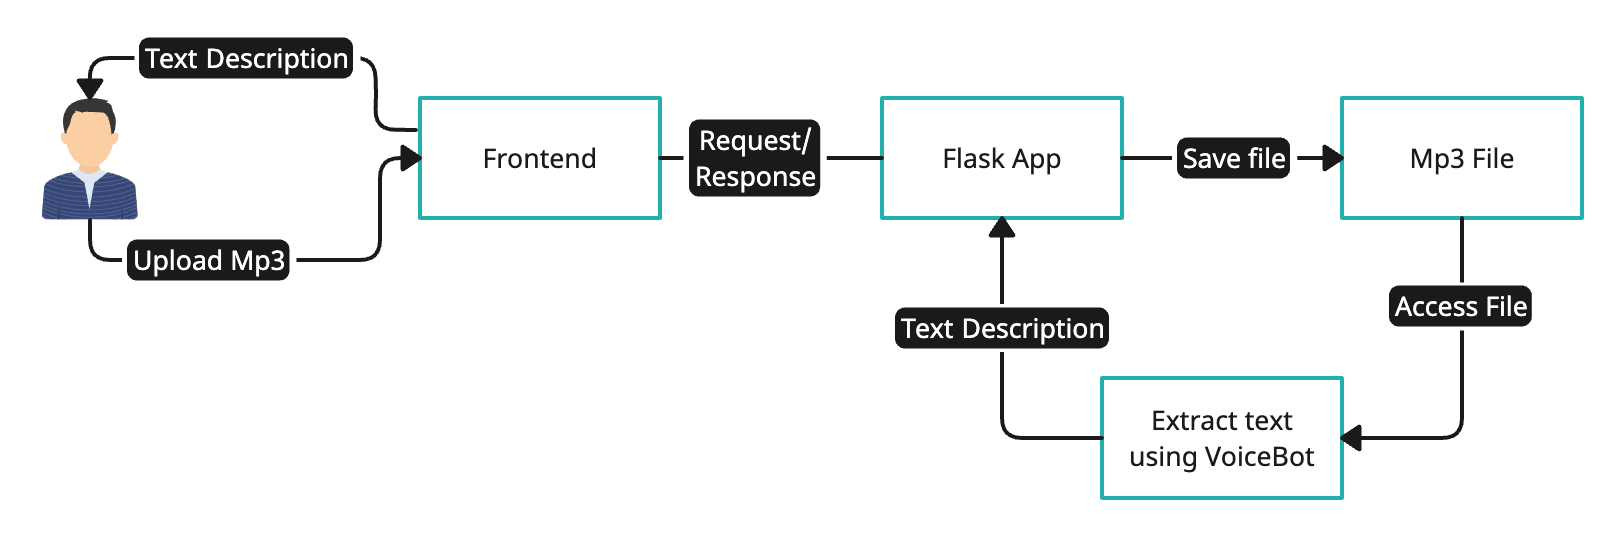 Text Description
Frontend
Request/
Response
Flask App
Save file
Mp3 File
Upload Mp3
Access File
Text Description
Extract text
using VoiceBot